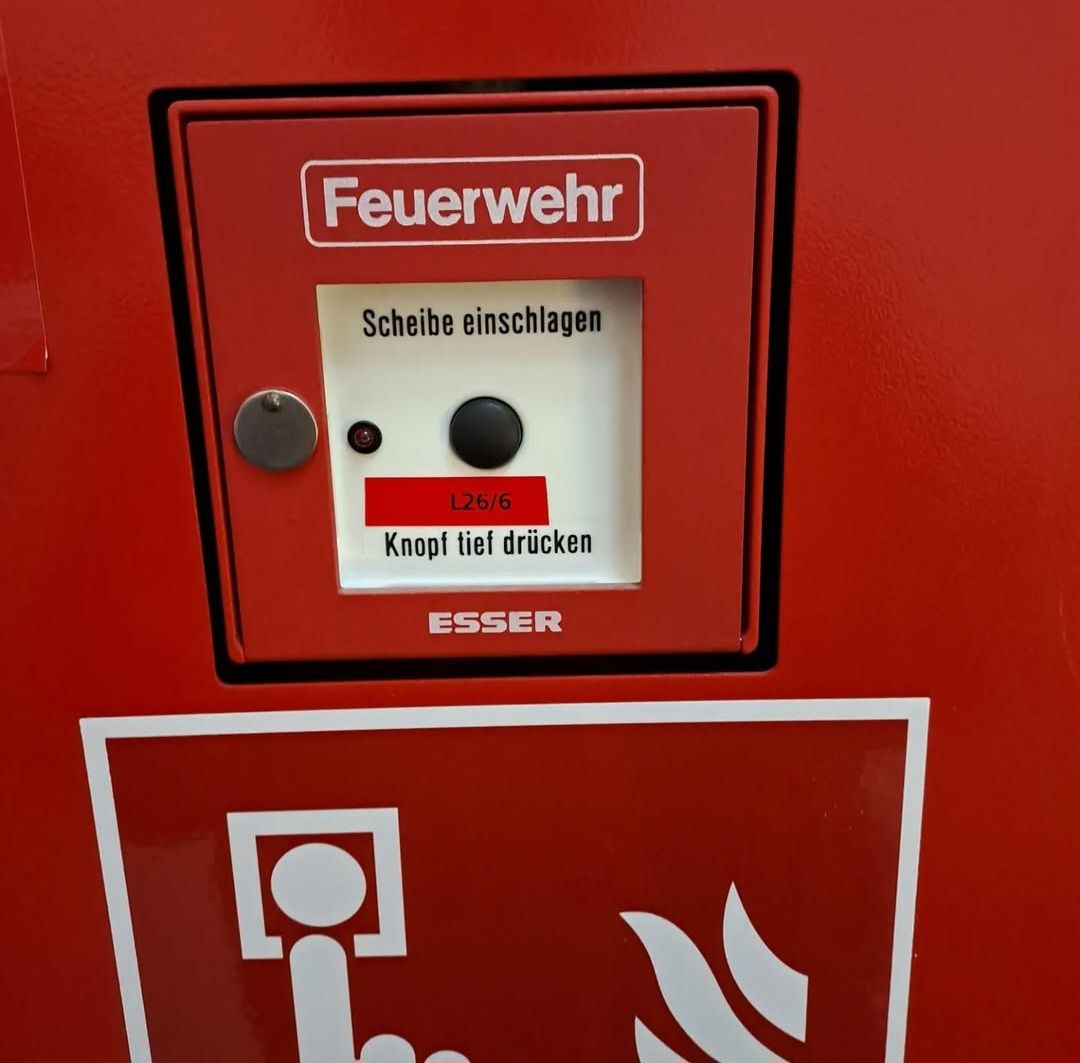 Feuerwehr
Scheibe einschlagen
L26/6
Knopf tief drücken
ESSER